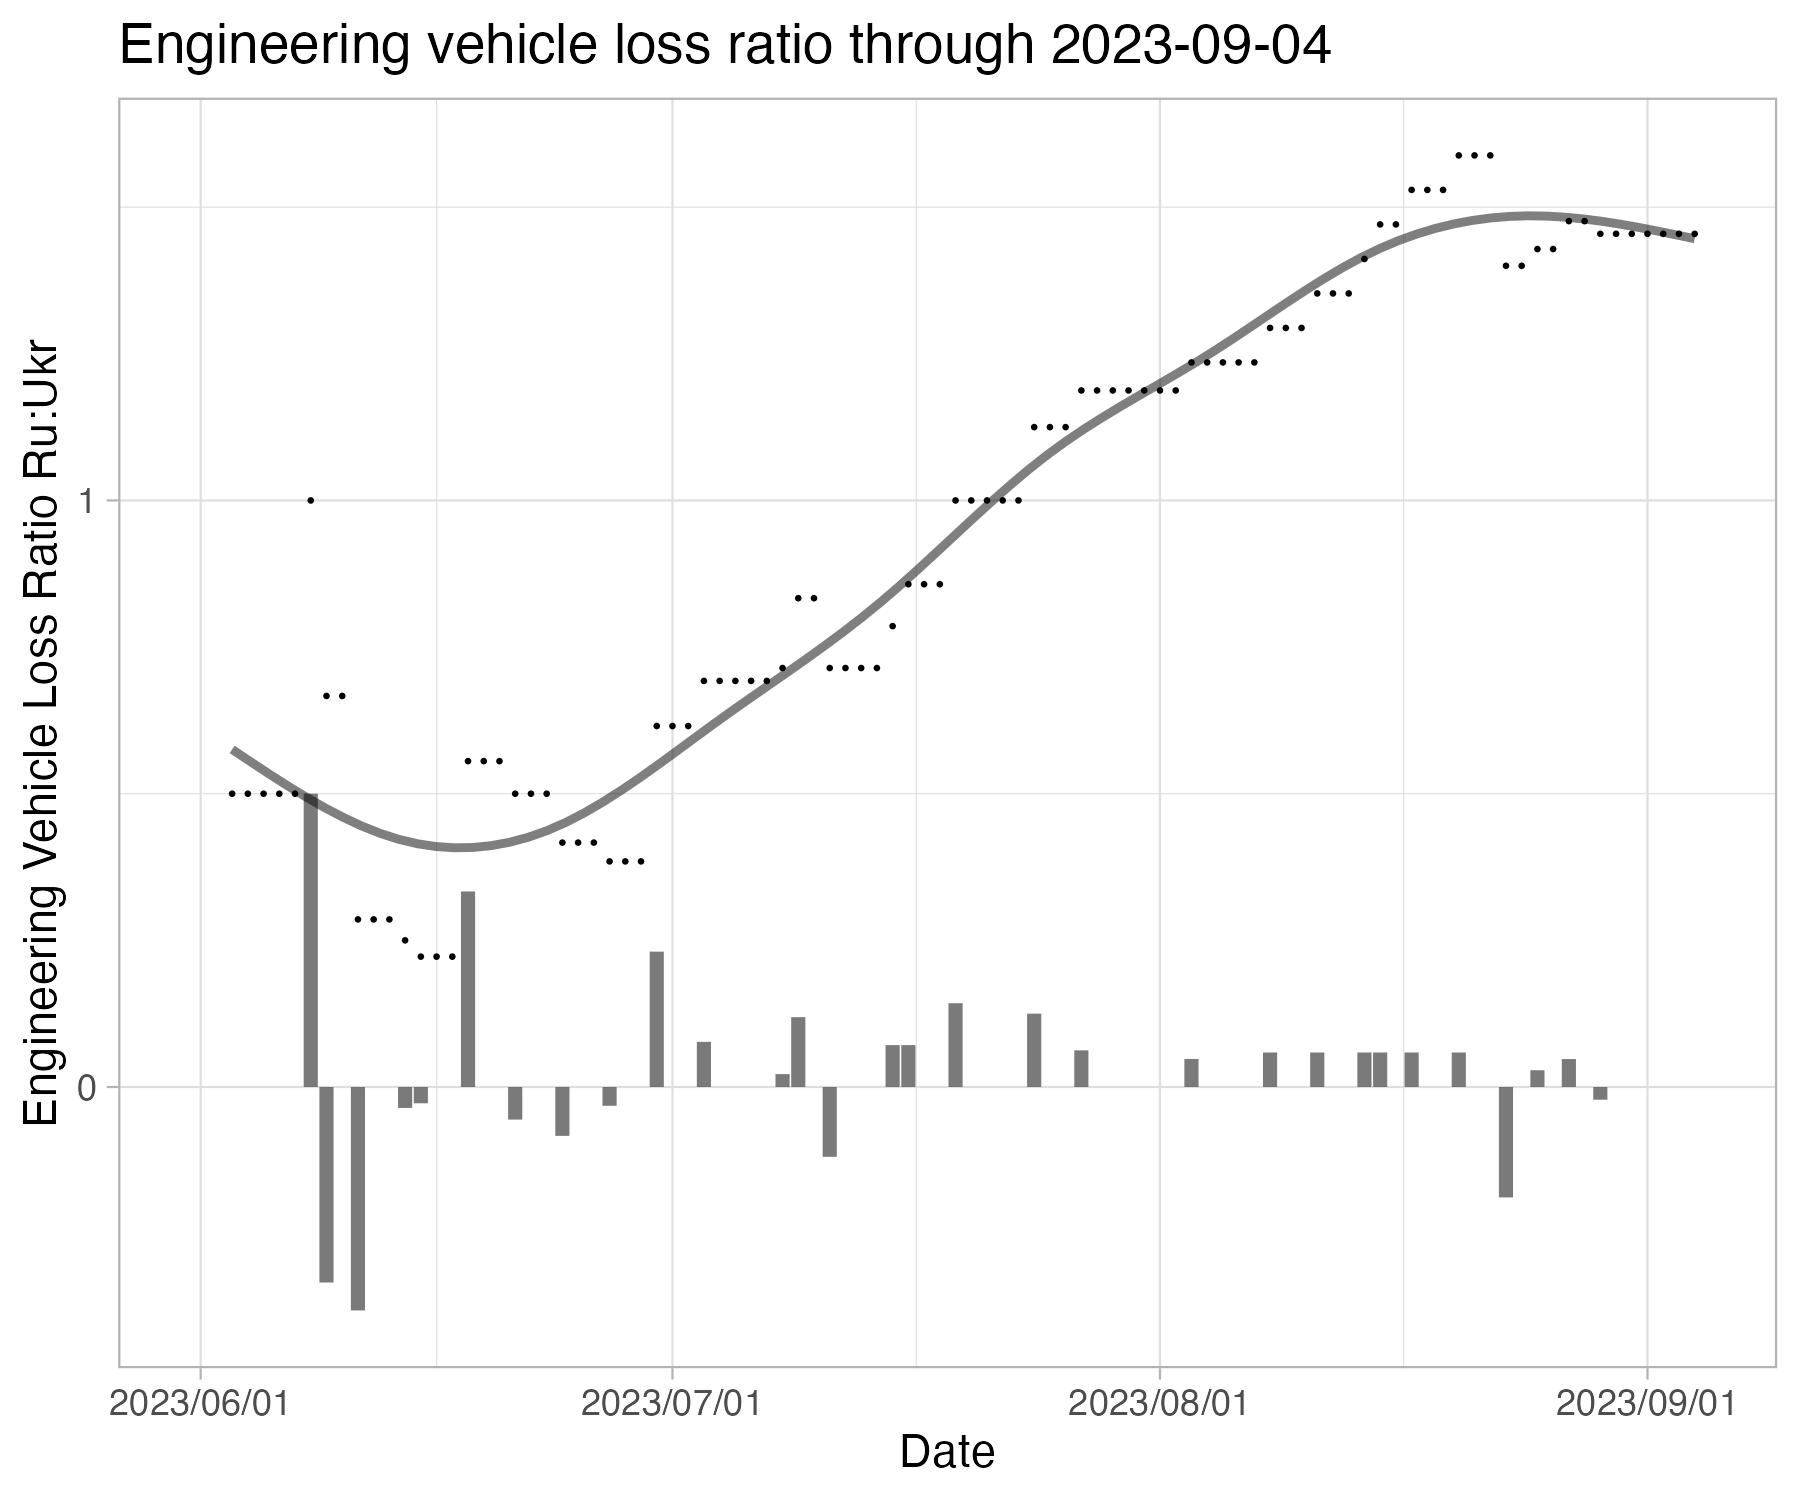 Engineering vehicle loss ratio through 2023-09-04
Engineering Vehicle Loss Ratio Ru:Ukr
1
0
2023/06/01
2023/07/01
2023/08/01
2023/09/01
Date